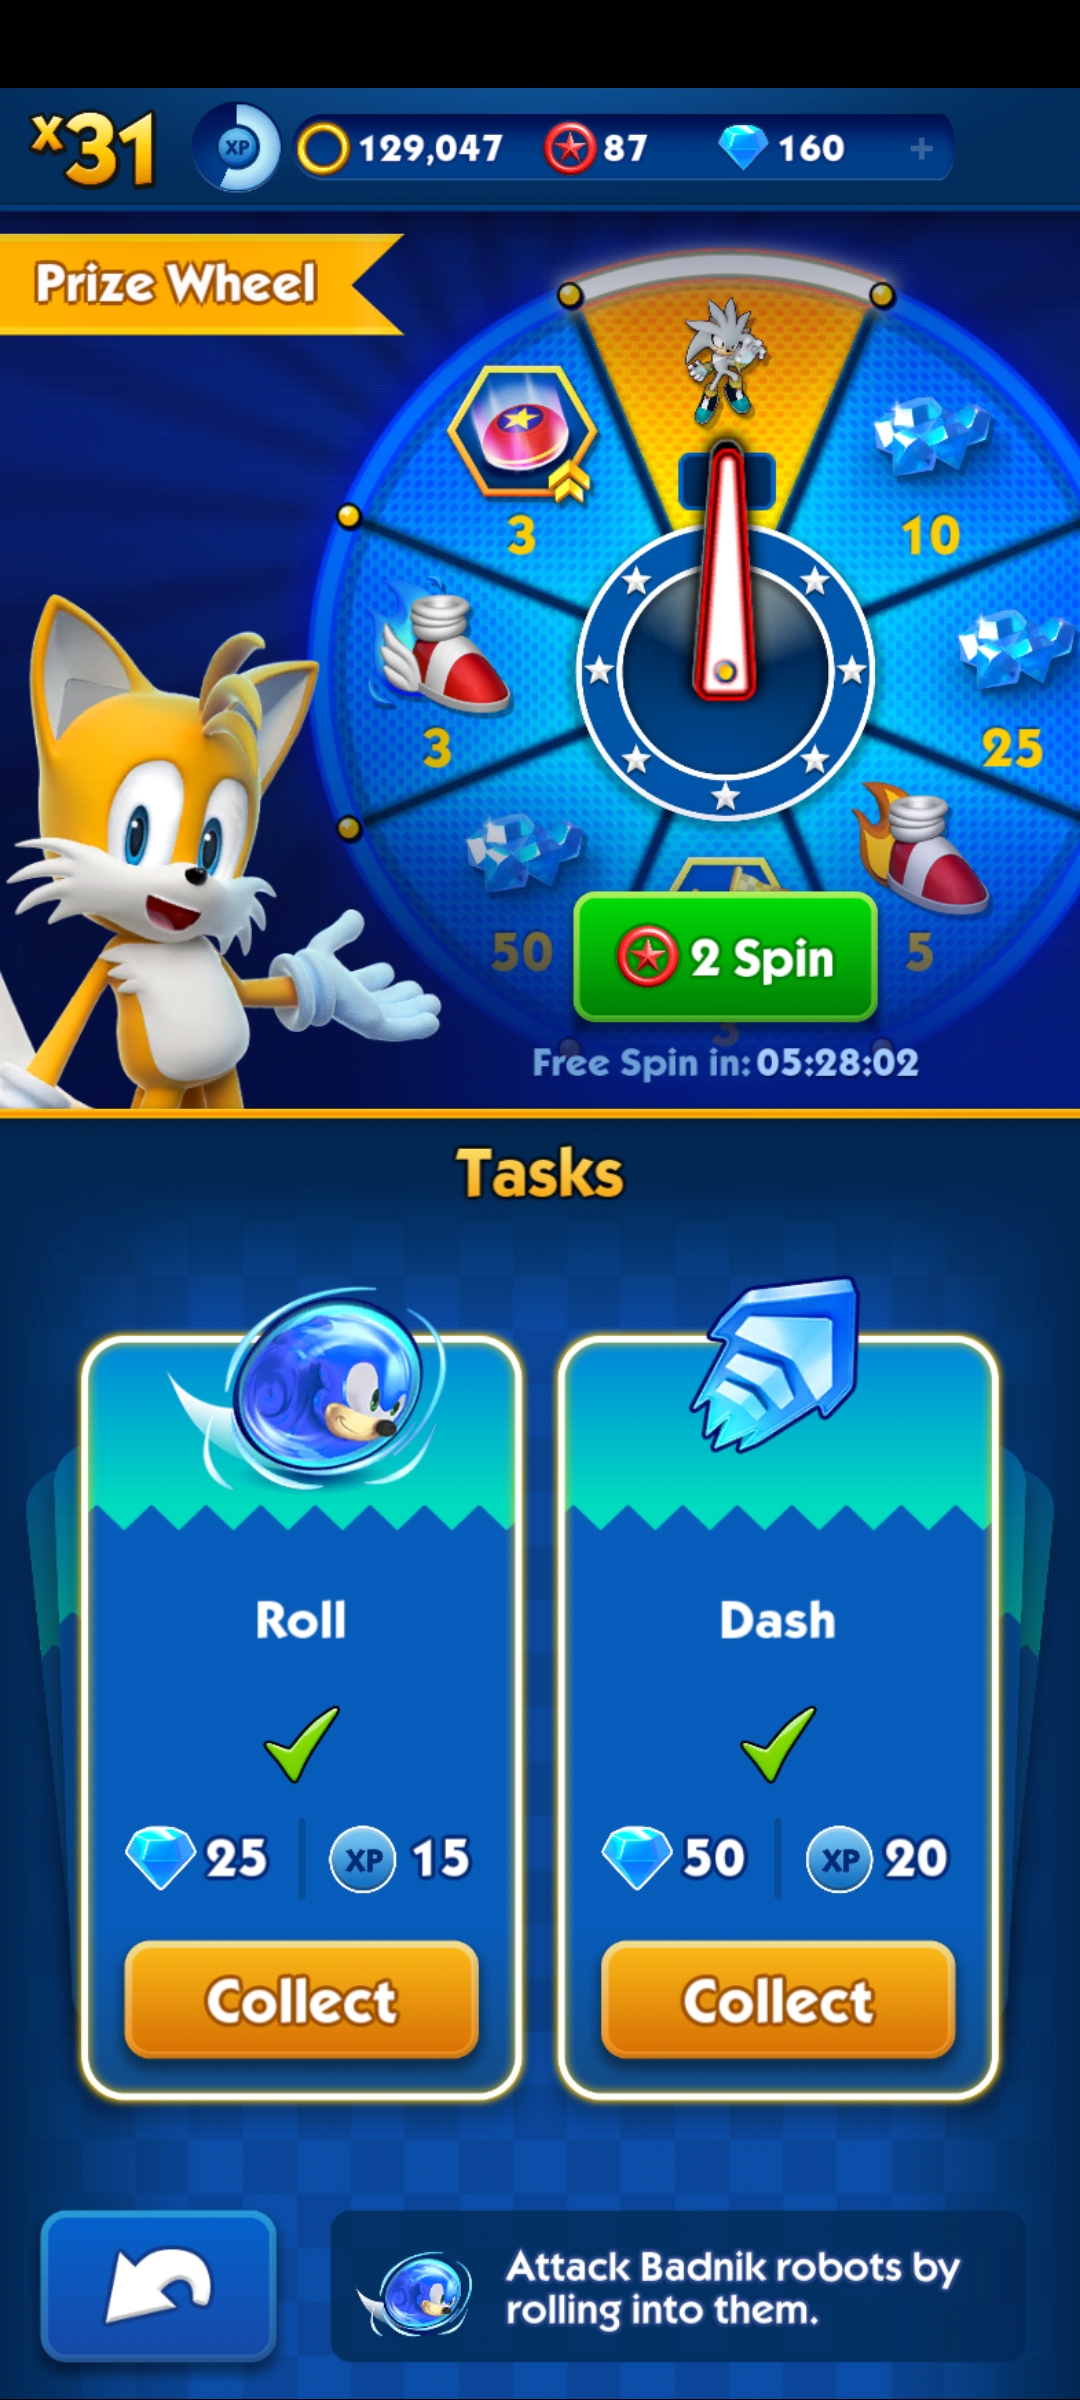 x31
XP
129,047
87
160
+
Prize Wheel
3
10
3
25
50
5
2 Spin
3
Free Spin in: 05:28:02
Tasks
Roll
Dash
25
XP 15
50
XP 20
Collect
Collect
Attack Badnik robots by
rolling into them.